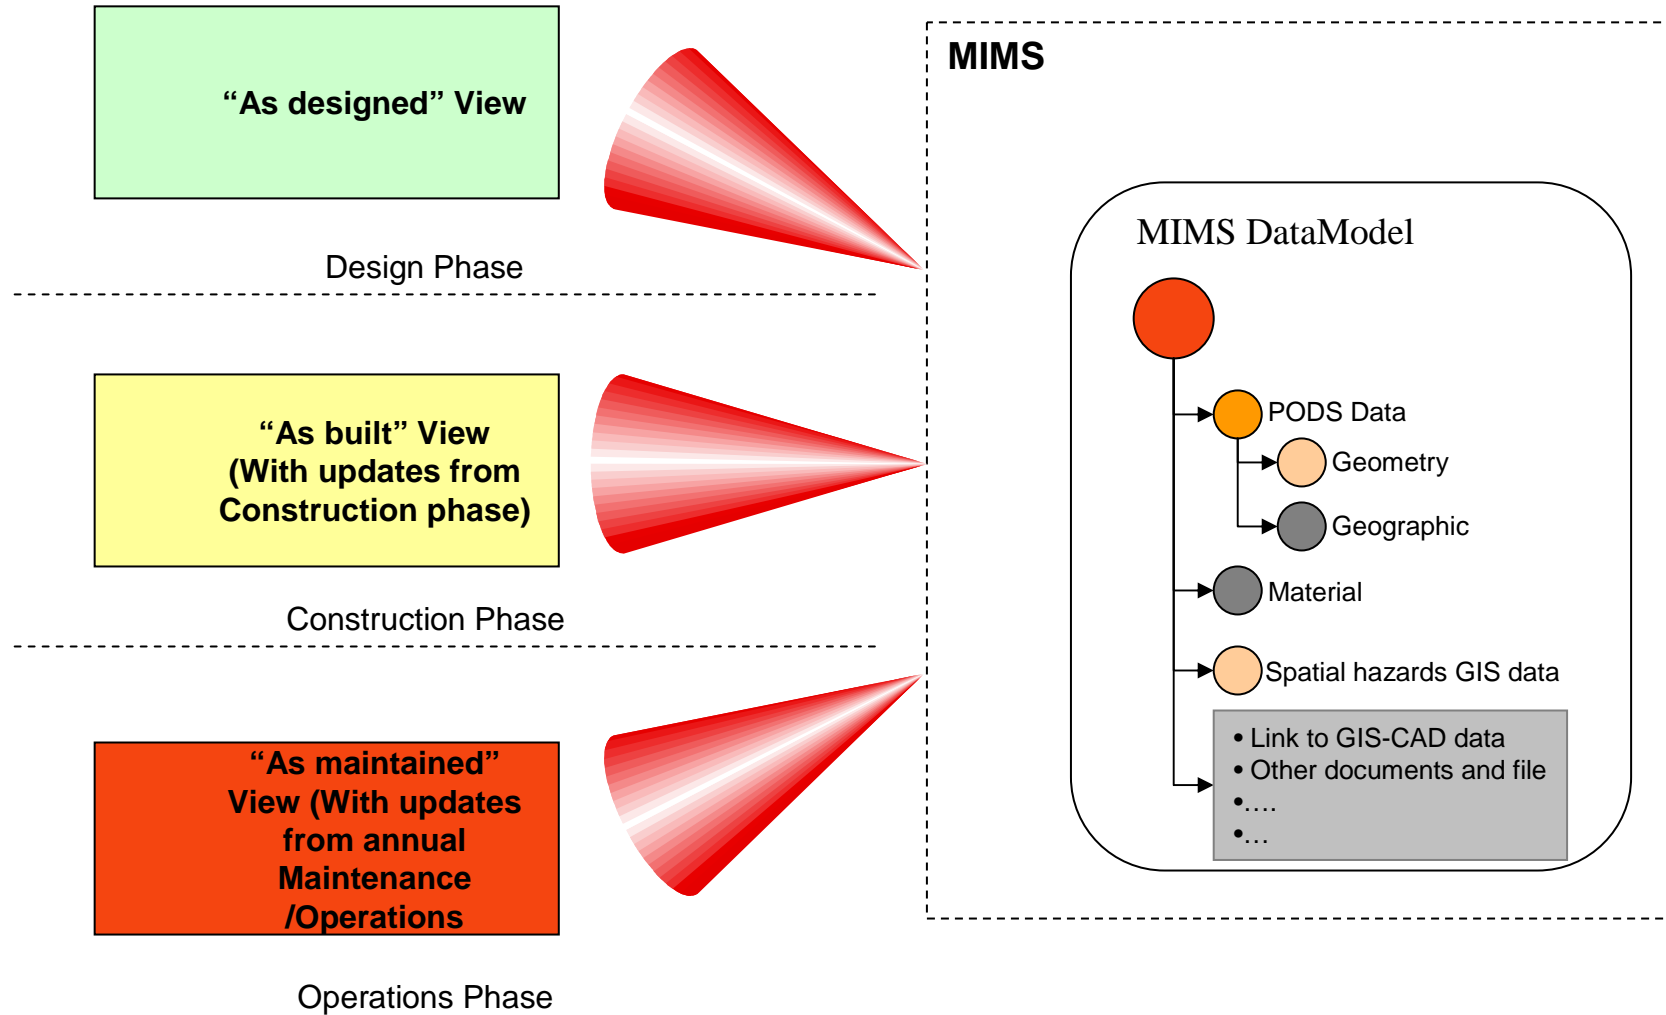 “As designed” View
Design Phase
“As built” View
(With updates from
Construction phase)
Construction Phase
“As maintained”
View (With updates
from annual
Maintenance
/Operations
Operations Phase
MIMS
MIMS DataModel
PODS Data
Geometry
Geographic
Material
Spatial hazards GIS data
• Link to GIS-CAD data
• Other documents and file
•….
•…